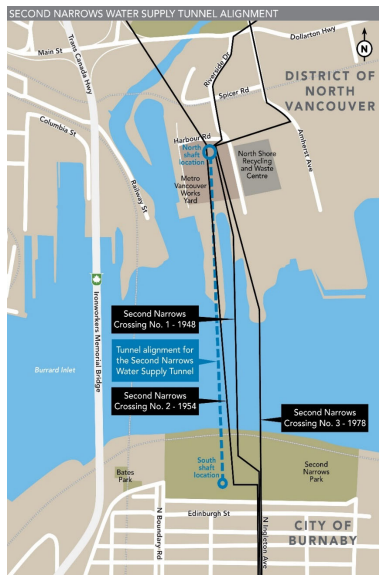 SECOND NARROWS WATER SUPPLY TUNNEL ALIGNMENT
Dollarton Hwy
N
Main St
Trans Canada Hwy
Riverside Dr
Spicer Rd
DISTRICT OF
NORTH
VANCOUVER
Columbia St
Harbour Rd
North
shaft
location
North Shore
Recycling
and Waste
Centre
Amherst Ave
Railway St
Metro
Vancouver
Works
Yard
Ironworkers Memorial Bridge
Second Narrows
Crossing No. 1 - 1948
Tunnel alignment for
the Second Narrows
Water Supply Tunnel
Burrard Inlet
Second Narrows
Crossing No. 2 - 1954
Second Narrows
Crossing No. 3 - 1978
South
shaft
location
Bates
Park
Second
Narrows
Park
Edinburgh St
N Boundary Rd
N Ingleton Ave
CITY OF
BURNABY